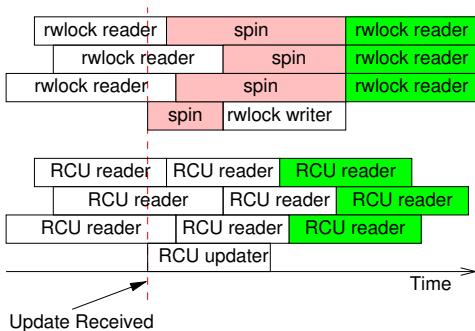 rwlock reader spin rwlock reader
rwlock reader spin rwlock reader
rwlock reader spin rwlock reader
spin rwlock writer
RCU reader RCU reader RCU reader
RCU reader RCU reader RCU reader
RCU reader RCU reader RCU reader
RCU updater
Time
Update Received